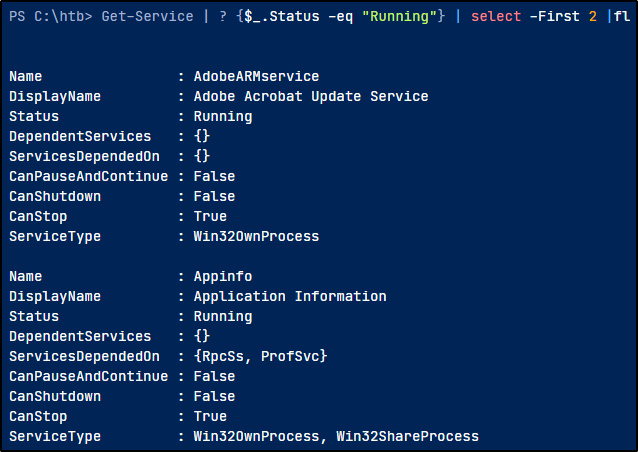 PS C:\htb> Get-Service | ? {$_.Status -eq "Running"} | select -First 2 |fl
Name                : AdobeARMservice
DisplayName         : Adobe Acrobat Update Service
Status              : Running
DependentServices   : {}
ServicesDependedOn  : {}
CanPauseAndContinue : False
CanShutdown         : False
CanStop             : True
ServiceType         : Win32OwnProcess
Name                : Appinfo
DisplayName         : Application Information
Status              : Running
DependentServices   : {}
ServicesDependedOn  : {RpcSs, ProfSvc}
CanPauseAndContinue : False
CanShutdown         : False
CanStop             : True
ServiceType         : Win32OwnProcess, Win32ShareProcess